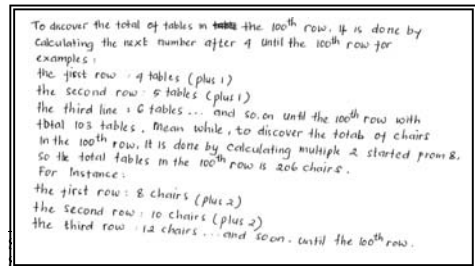 To discover the total of tables in the 100th row, it is done by
calculating the next number after 4 until the 100th row for
examples :
the first row : 4 tables (plus 1)
the second row : 5 tables (plus 1)
the third line : 6 tables ... and so on until the 100th row with
total 103 tables, Mean while, to discover the totals of chairs
in the 100th row, it is done by calculating multiple 2 started from 8.
So the total tables in the 100th row is 206 chairs.
For Instance :
the first row : 8 chairs (plus 2)
the second row : 10 chairs (plus 2)
the third row : 12 chairs ... and so on. until the 100th row.